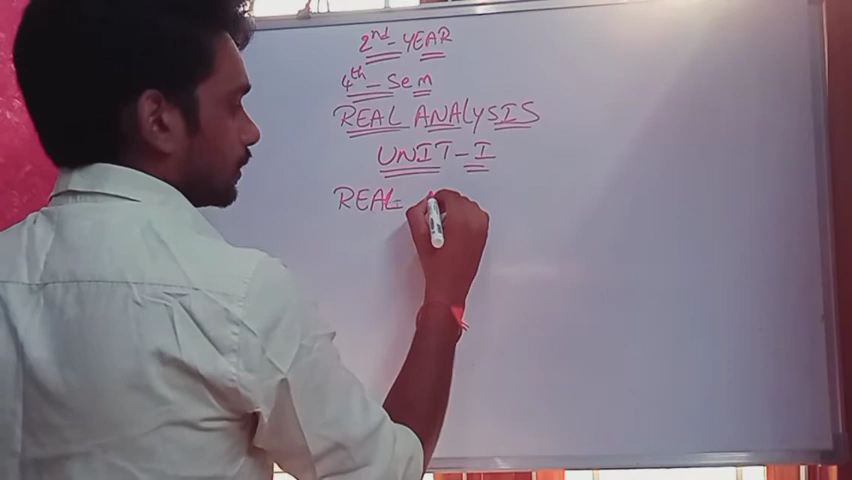 2nd - YEAR
4th - Sem
REAL ANALYSIS
UNIT - I
REAL